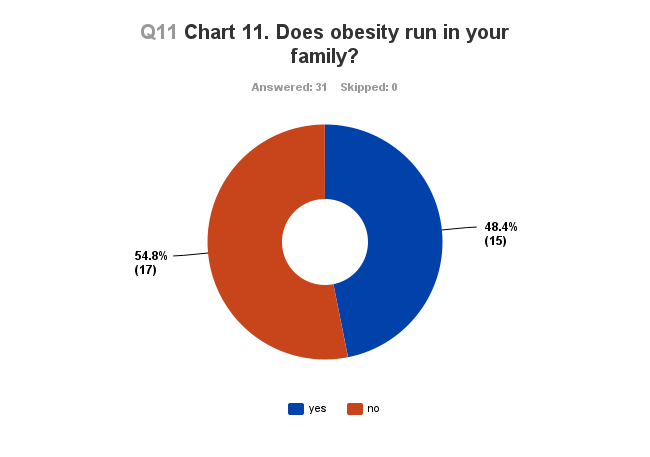 Q11 Chart 11. Does obesity run in your
family?
Answered: 31 Skipped: 0
48.4%
(15)
54.8%
(17)
yes no